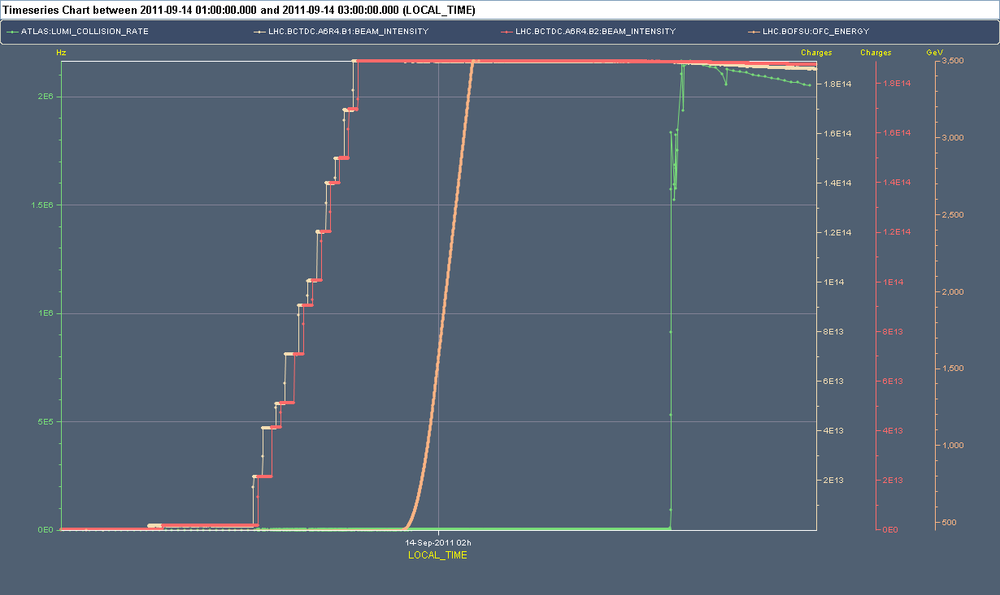 Timeseries Chart between 2011-09-14 01:00:00.000 and 2011-09-14 03:00:00.000 (LOCAL_TIME)
ATLAS:LUMI_COLLISION_RATE LHC.BCTDC.A6R4.B1:BEAM_INTENSITY LHC.BCTDC.A6R4.B2:BEAM_INTENSITY LHC.BOFSU:OFC_ENERGY
Hz Charges Charges GeV
3,500
1.8E14 1.8E14
2E6
3,000
1.6E14 1.6E14
1.4E14 1.4E14
1.5E6
2,500
1.2E14 1.2E14
1E14 1E14
2,000
1E6
8E13 8E13
1,500
6E13 6E13
5E5
4E13 4E13
1,000
2E13 2E13
500
0E0 0E0
14-Sep-2011 02h
LOCAL_TIME